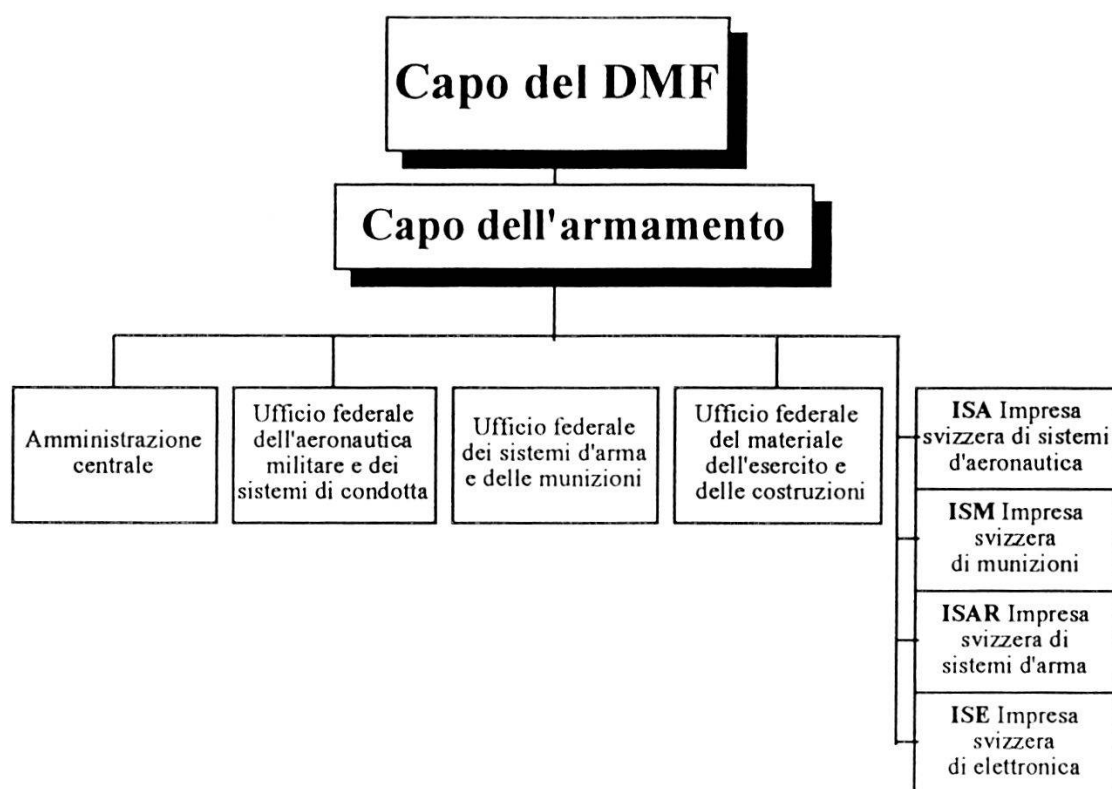 Capo del DMF
Capo dell'armamento
Amministrazione
centrale
Ufficio federale
dell'aeronautica
militare e dei
sistemi di condotta
Ufficio federale
dei sistemi d'arma
e delle munizioni
Ufficio federale
del materiale
dell'esercito e
delle costruzioni
ISA Impresa
svizzera di sistemi
d'aeronautica
ISM Impresa
svizzera
di munizioni
ISAR Impresa
svizzera di
sistemi d'arma
ISE Impresa
svizzera
di elettronica